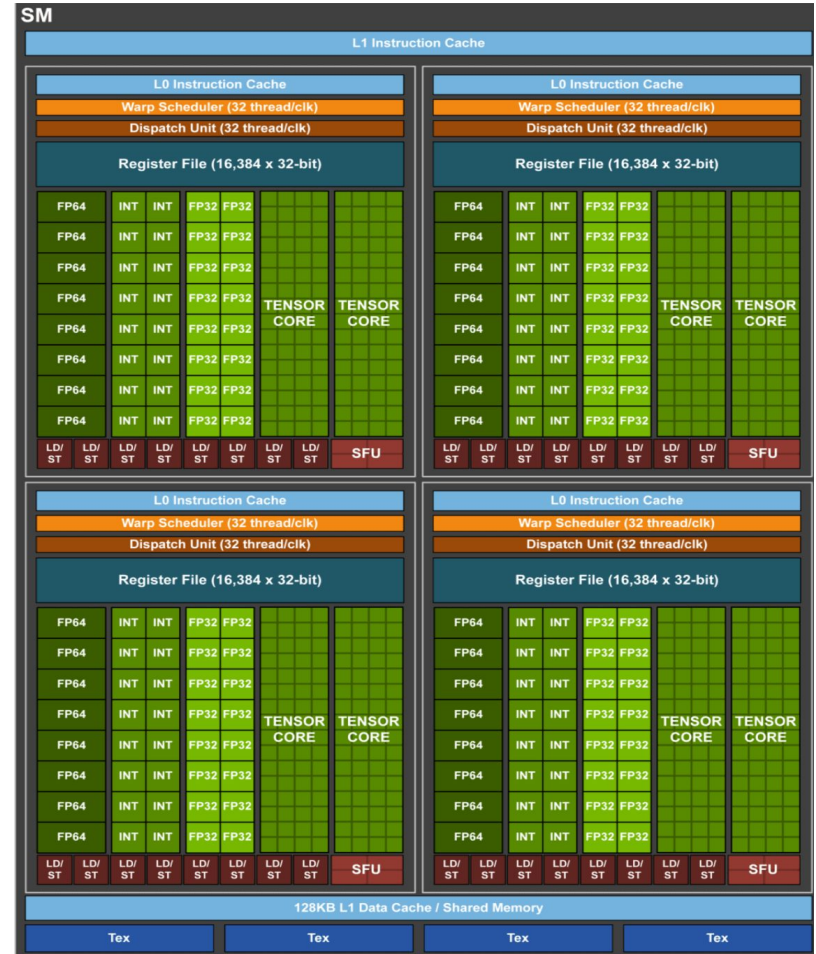 SM
L1 Instruction Cache
L0 Instruction Cache
Warp Scheduler (32 thread/clk)
Dispatch Unit (32 thread/clk)
Register File (16,384 x 32-bit)
FP64 INT INT FP32 FP32
FP64 INT INT FP32 FP32
FP64 INT INT FP32 FP32
FP64 INT INT FP32 FP32
FP64 INT INT FP32 FP32
FP64 INT INT FP32 FP32
FP64 INT INT FP32 FP32
FP64 INT INT FP32 FP32
TENSOR TENSOR
CORE CORE
LD/ LD/ LD/ LD/ LD/ LD/ LD/ LD/
ST ST ST ST ST ST ST ST
SFU
L0 Instruction Cache
Warp Scheduler (32 thread/clk)
Dispatch Unit (32 thread/clk)
Register File (16,384 x 32-bit)
FP64 INT INT FP32 FP32
FP64 INT INT FP32 FP32
FP64 INT INT FP32 FP32
FP64 INT INT FP32 FP32
FP64 INT INT FP32 FP32
FP64 INT INT FP32 FP32
FP64 INT INT FP32 FP32
FP64 INT INT FP32 FP32
TENSOR TENSOR
CORE CORE
LD/ LD/ LD/ LD/ LD/ LD/ LD/ LD/
ST ST ST ST ST ST ST ST
SFU
L0 Instruction Cache
Warp Scheduler (32 thread/clk)
Dispatch Unit (32 thread/clk)
Register File (16,384 x 32-bit)
FP64 INT INT FP32 FP32
FP64 INT INT FP32 FP32
FP64 INT INT FP32 FP32
FP64 INT INT FP32 FP32
FP64 INT INT FP32 FP32
FP64 INT INT FP32 FP32
FP64 INT INT FP32 FP32
FP64 INT INT FP32 FP32
TENSOR TENSOR
CORE CORE
LD/ LD/ LD/ LD/ LD/ LD/ LD/ LD/
ST ST ST ST ST ST ST ST
SFU
L0 Instruction Cache
Warp Scheduler (32 thread/clk)
Dispatch Unit (32 thread/clk)
Register File (16,384 x 32-bit)
FP64 INT INT FP32 FP32
FP64 INT INT FP32 FP32
FP64 INT INT FP32 FP32
FP64 INT INT FP32 FP32
FP64 INT INT FP32 FP32
FP64 INT INT FP32 FP32
FP64 INT INT FP32 FP32
FP64 INT INT FP32 FP32
TENSOR TENSOR
CORE CORE
LD/ LD/ LD/ LD/ LD/ LD/ LD/ LD/
ST ST ST ST ST ST ST ST
SFU
128KB L1 Data Cache / Shared Memory
Tex Tex Tex Tex